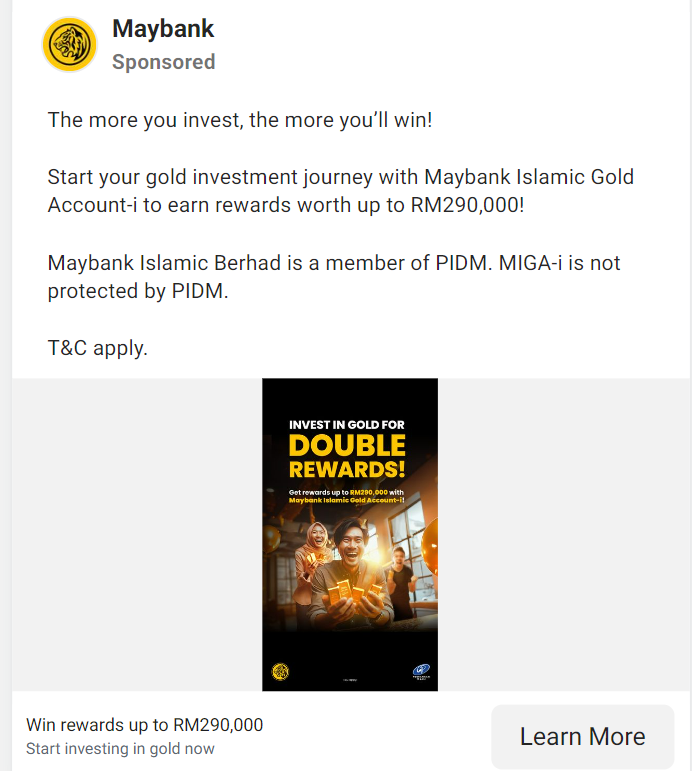 Maybank
Sponsored
The more you invest, the more you’ll win!
Start your gold investment journey with Maybank Islamic Gold
Account-i to earn rewards worth up to RM290,000!
Maybank Islamic Berhad is a member of PIDM. MIGA-i is not
protected by PIDM.
T&C apply.
INVEST IN GOLD FOR
DOUBLE
REWARDS!
Get rewards up to RM290,000 with
Maybank Islamic Gold Account-i!
Win rewards up to RM290,000
Start investing in gold now
Learn More